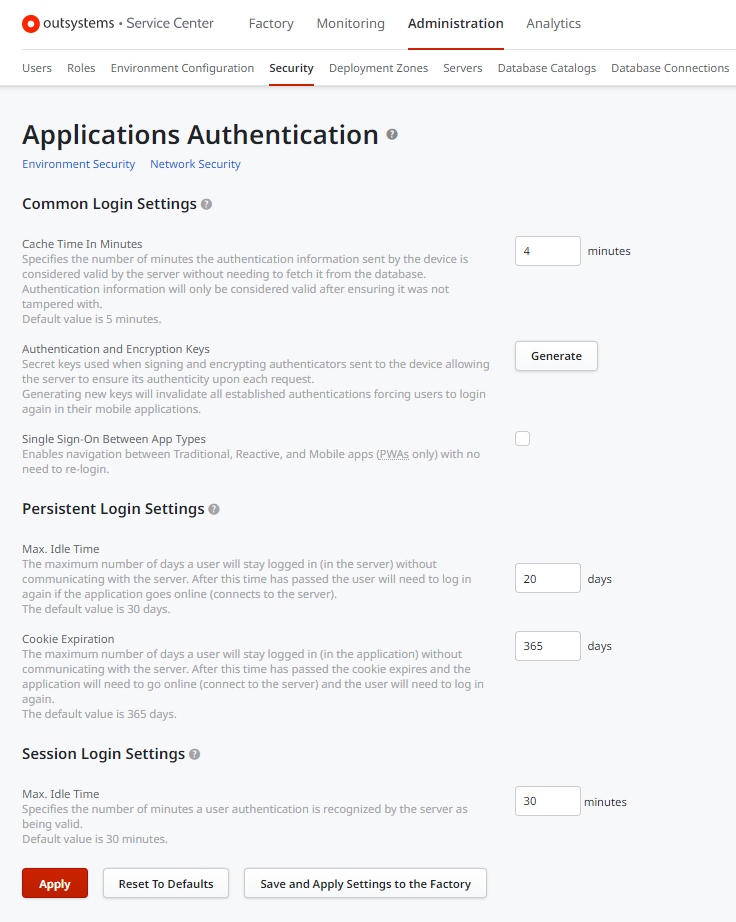 outsystems • Service Center Factory Monitoring Administration Analytics
Users Roles Environment Configuration Security Deployment Zones Servers Database Catalogs Database Connections
Applications Authentication ?
Environment Security Network Security
Common Login Settings ?
Cache Time In Minutes
Specifies the number of minutes the authentication information sent by the device is
considered valid by the server without needing to fetch it from the database.
Authentication information will only be considered valid after ensuring it was not
tampered with.
Default value is 5 minutes.
4 minutes
Authentication and Encryption Keys
Secret keys used when signing and encrypting authenticators sent to the device allowing
the server to ensure its authenticity upon each request.
Generating new keys will invalidate all established authentications forcing users to login
again in their mobile applications.
Generate
Single Sign-On Between App Types
Enables navigation between Traditional, Reactive, and Mobile apps (PWAs only) with no
need to re-login.
Persistent Login Settings ?
Max. Idle Time
The maximum number of days a user will stay logged in (in the server) without
communicating with the server. After this time has passed the user will need to log in
again if the application goes online (connects to the server).
The default value is 30 days.
20 days
Cookie Expiration
The maximum number of days a user will stay logged in (in the application) without
communicating with the server. After this time has passed the cookie expires and the
application will need to go online (connect to the server) and the user will need to log in
again.
The default value is 365 days.
365 days
Session Login Settings ?
Max. Idle Time
Specifies the number of minutes a user authentication is recognized by the server as
being valid.
Default value is 30 minutes.
30 minutes
Apply Reset To Defaults Save and Apply Settings to the Factory